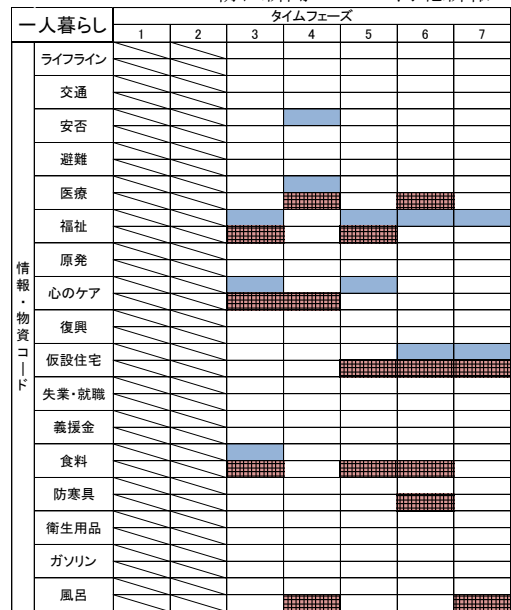 一人暮らし
タイムフェーズ
1 2 3 4 5 6 7
情報・物資コード
ライフライン
交通
安否
避難
医療
福祉
原発
心のケア
復興
仮設住宅
失業・就職
義援金
食料
防寒具
衛生用品
ガソリン
風呂